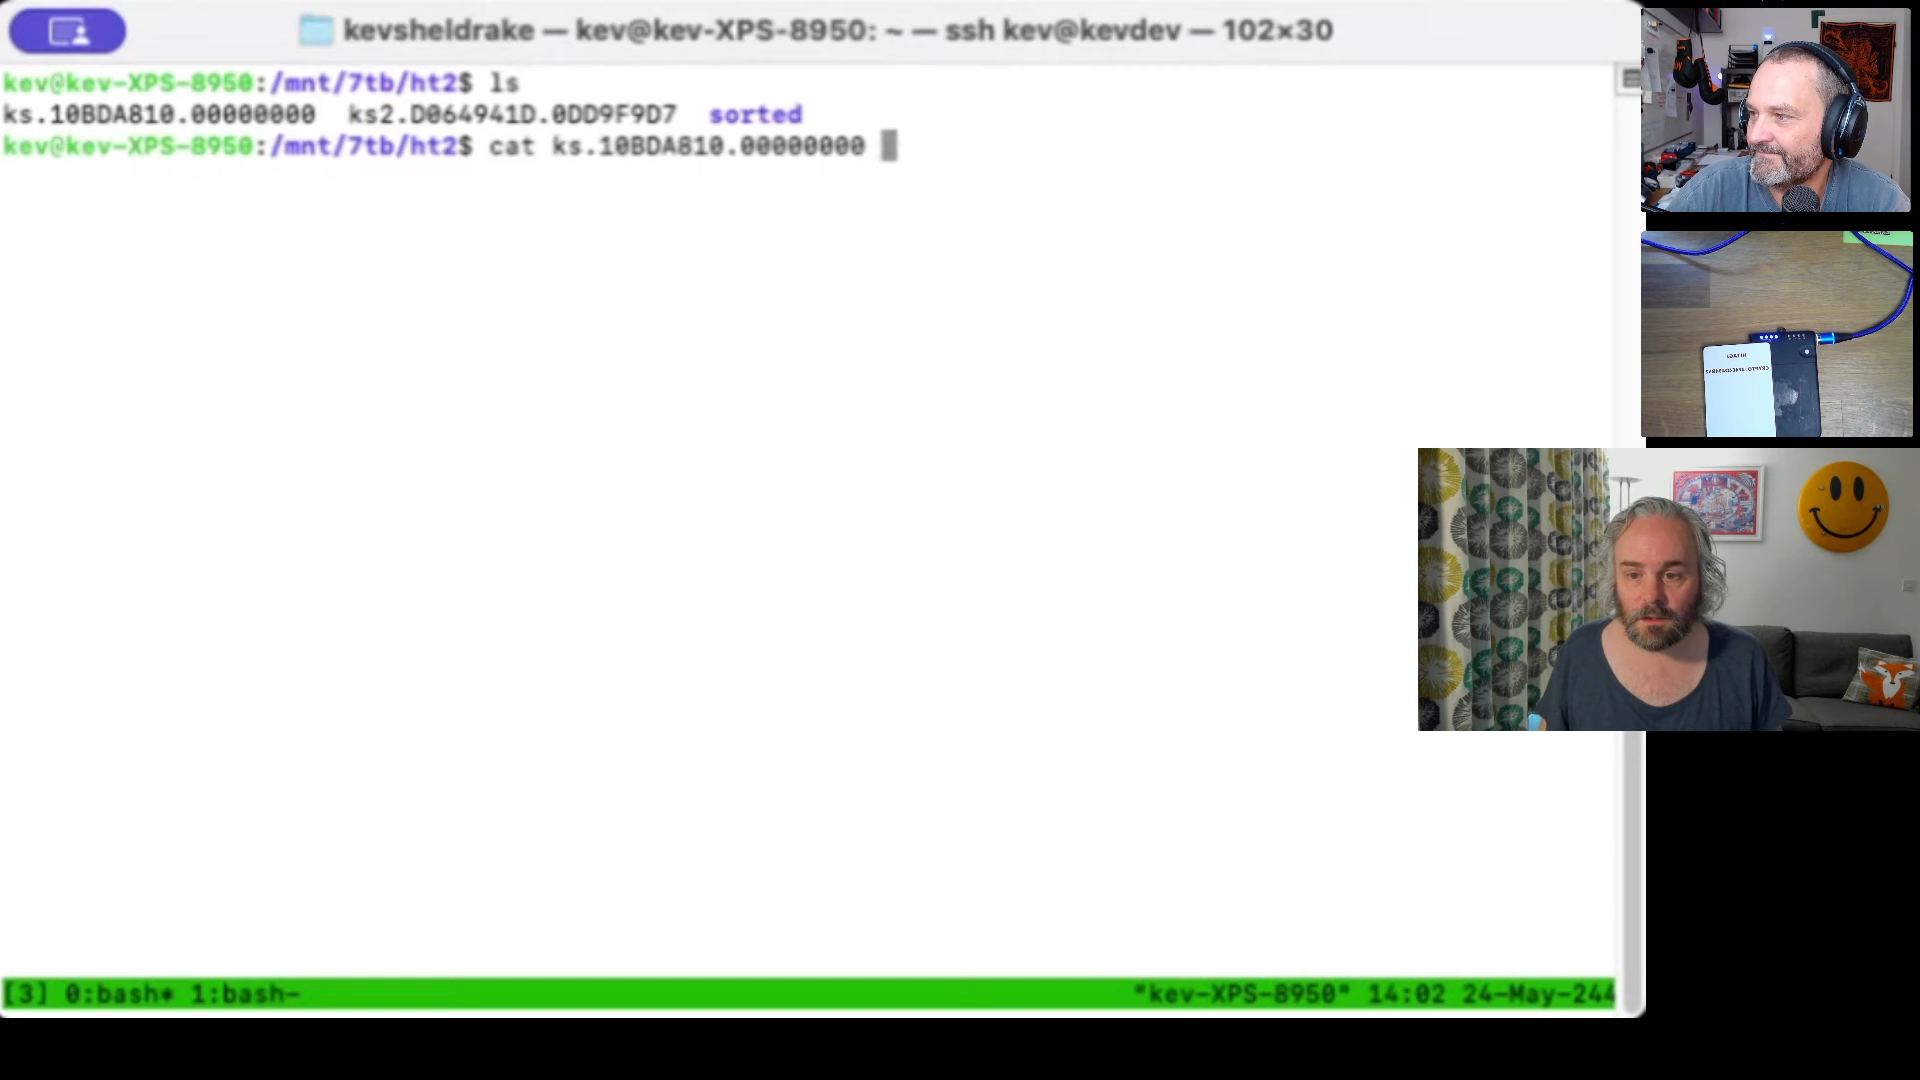 kevsheldrake — kev@kev-XPS-8950: ~ — ssh kev@kevdev — 102×30
kev@kev-XPS-8950:/mnt/7tb/ht2$ ls
ks.10BDA810.00000000 ks2.D064941D.0DD9F9D7 sorted
kev@kev-XPS-8950:/mnt/7tb/ht2$ cat ks.10BDA810.00000000
[3] 0:bash* 1:bash- "kev-XPS-8950" 14:02 24-May-244